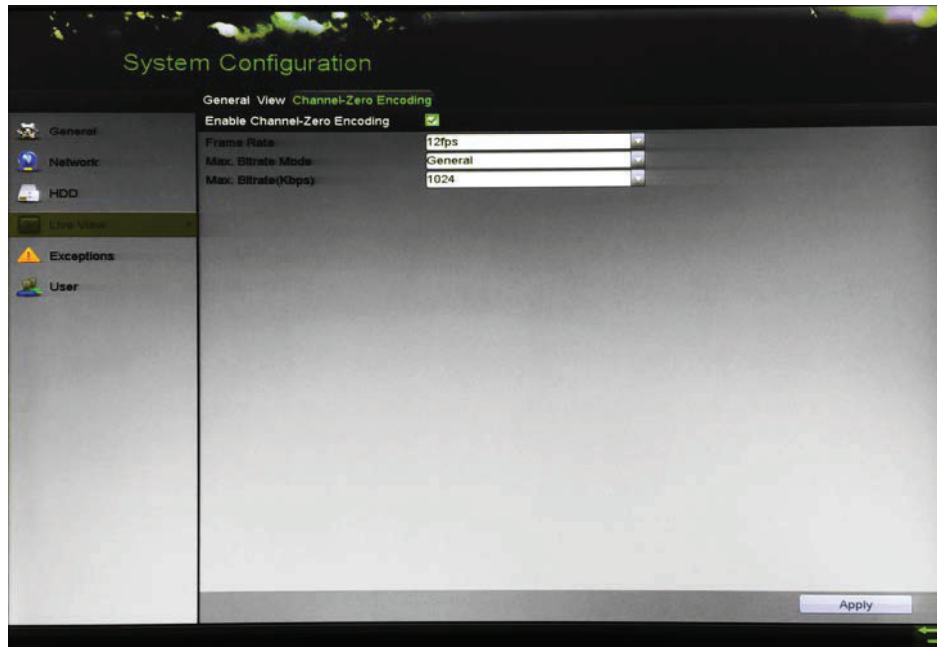 System Configuration
General View Channel-Zero Encoding
Enable Channel-Zero Encoding
Frame Rate 12fps
Max. Bitrate Mode General
Max. Bitrate(Kbps) 1024
General
Network
HDD
Live View
Exceptions
User
Apply